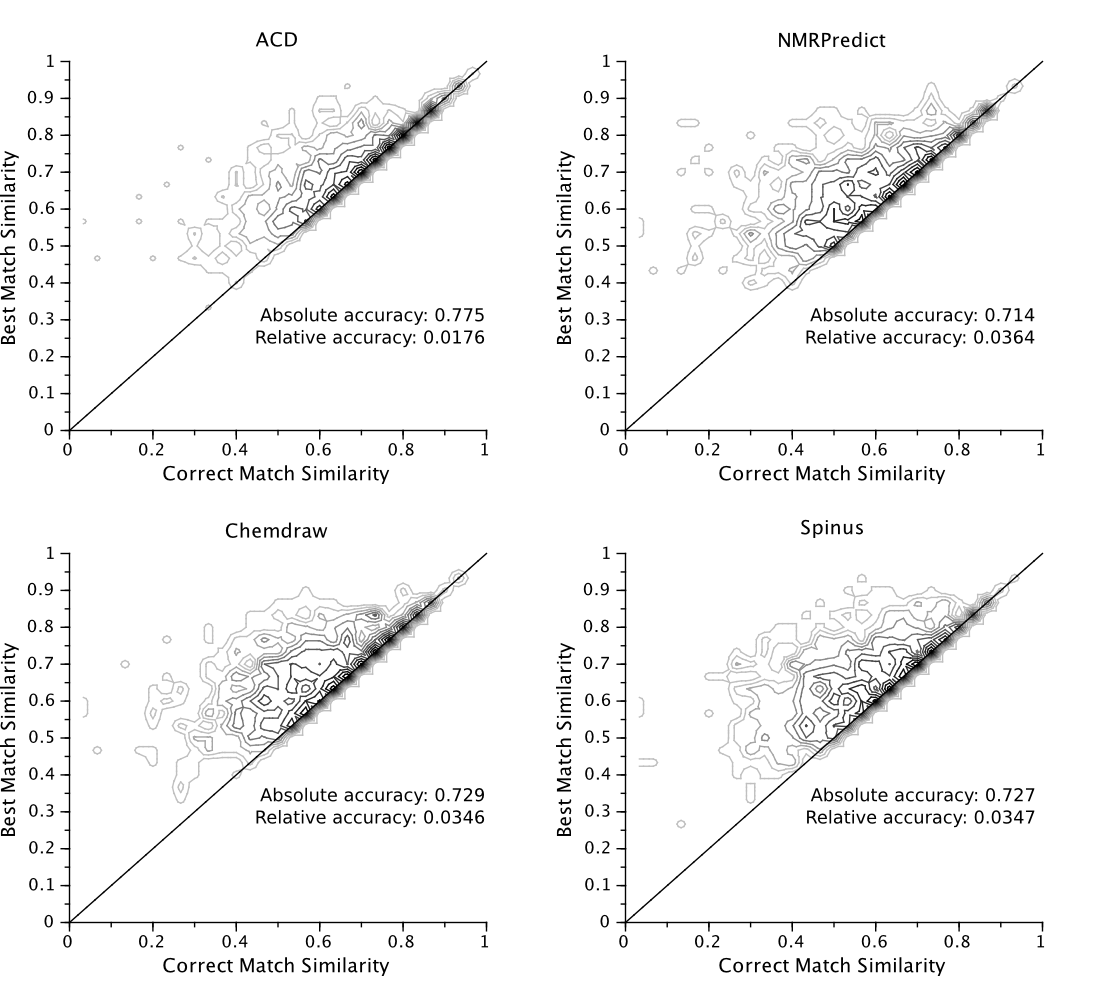 ACD
1
0.9
0.8
0.7
0.6
0.5
0.4
0.3
0.2
0.1
0
Best Match Similarity
Absolute accuracy: 0.775
Relative accuracy: 0.0176
0 0.2 0.4 0.6 0.8 1
Correct Match Similarity
NMRPredict
1
0.9
0.8
0.7
0.6
0.5
0.4
0.3
0.2
0.1
0
Best Match Similarity
Absolute accuracy: 0.714
Relative accuracy: 0.0364
0 0.2 0.4 0.6 0.8 1
Correct Match Similarity
Chemdraw
1
0.9
0.8
0.7
0.6
0.5
0.4
0.3
0.2
0.1
0
Best Match Similarity
Absolute accuracy: 0.729
Relative accuracy: 0.0346
0 0.2 0.4 0.6 0.8 1
Correct Match Similarity
Spinus
1
0.9
0.8
0.7
0.6
0.5
0.4
0.3
0.2
0.1
0
Best Match Similarity
Absolute accuracy: 0.727
Relative accuracy: 0.0347
0 0.2 0.4 0.6 0.8 1
Correct Match Similarity